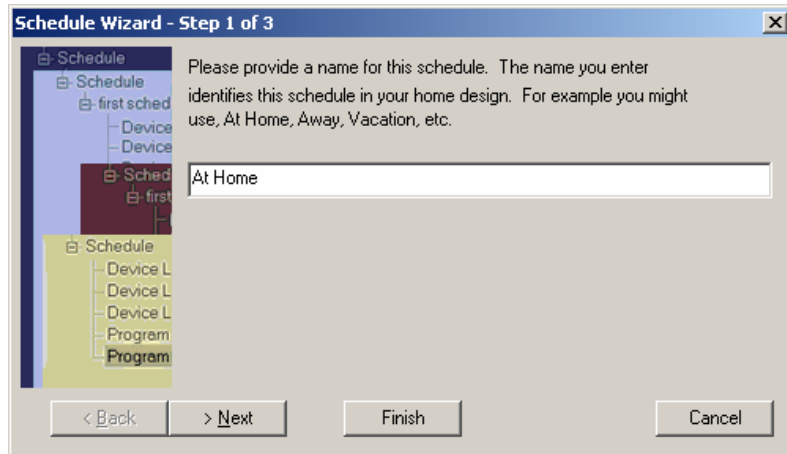 Schedule Wizard - Step 1 of 3
Schedule
Schedule
first sched
Device
Device
Sched
first
Schedule
Device L
Device L
Device L
Program
Program
Please provide a name for this schedule. The name you enter
identifies this schedule in your home design. For example you might
use, At Home, Away, Vacation, etc.
At Home
< Back
> Next
Finish
Cancel